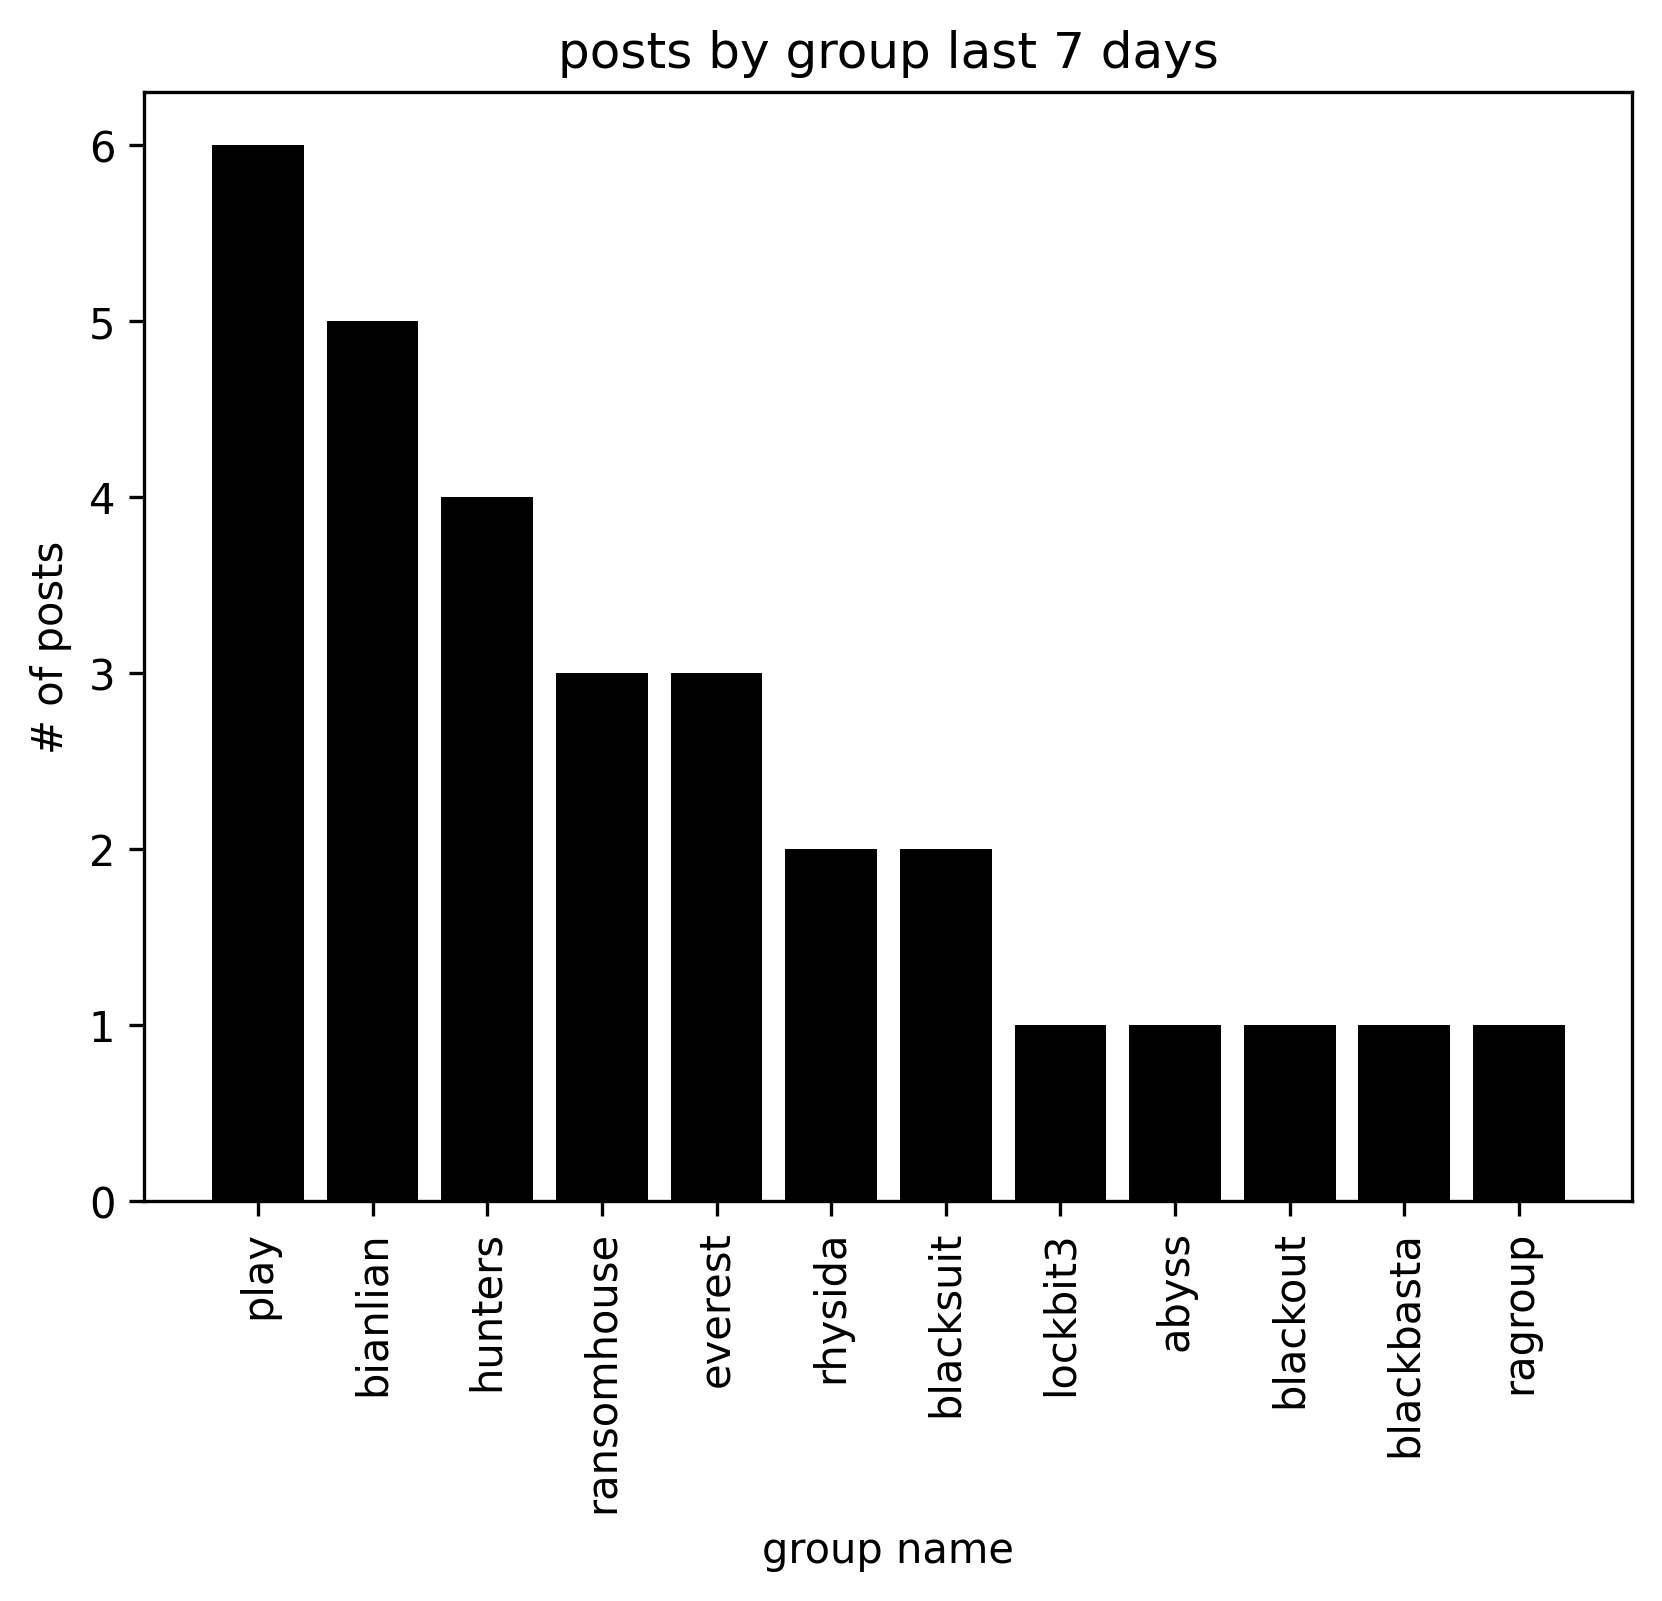 posts by group last 7 days
# of posts
6
5
4
3
2
1
0
play
bianlian
hunters
ransomhouse
everest
rhysida
blacksuit
lockbit3
abyss
blackout
blackbasta
ragroup
group name